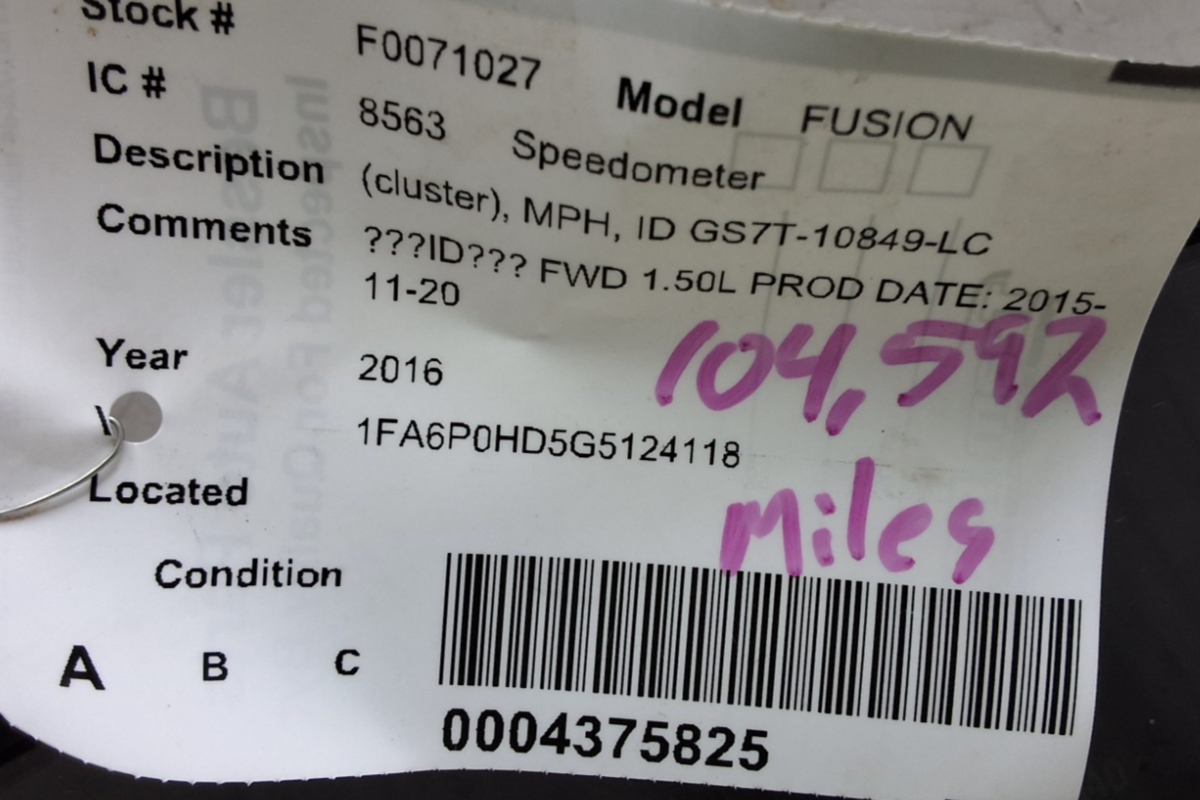 Stock # F0071027 Model FUSION
IC # 8563 Speedometer
Description (cluster), MPH, ID GS7T-10849-LC
Comments ???ID??? FWD 1.50L PROD DATE: 2015-
11-20
104,592
Year 2016
1FA6P0HD5G5124118
Miles
Located
Condition
A B C
0004375825